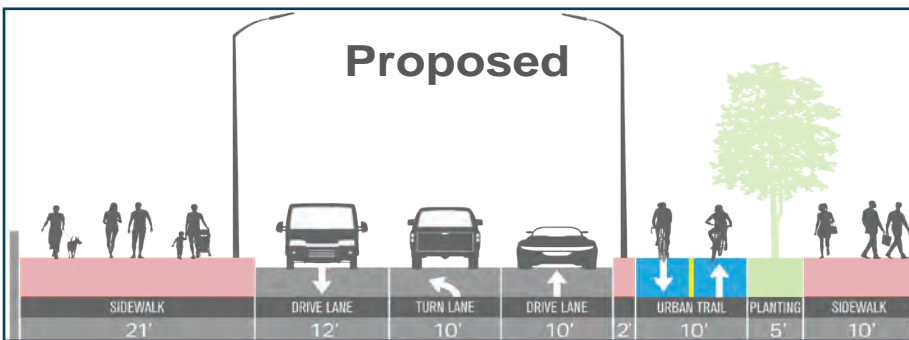 Proposed
SIDEWALK DRIVE LANE TURN LANE DRIVE LANE URBAN TRAIL PLANTING SIDEWALK
21' 12' 10' 10' 2' 10' 5' 10'